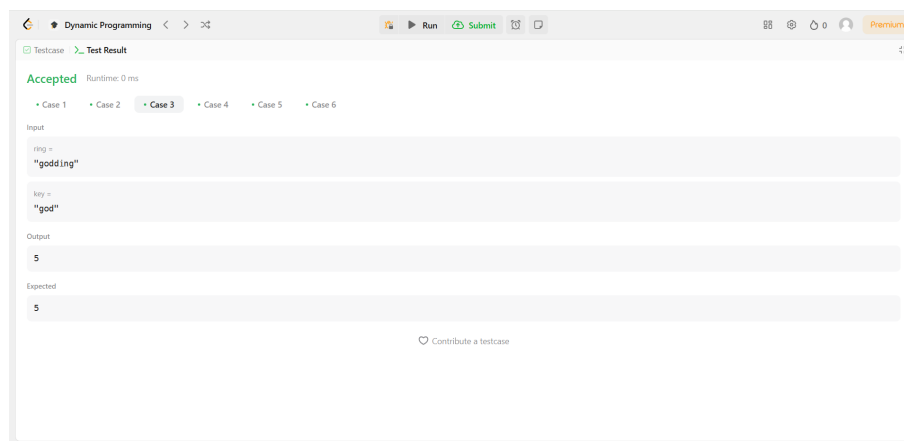 Dynamic Programming Run Submit 0 Premium
Testcase Test Result
Accepted Runtime: 0 ms
• Case 1 • Case 2 • Case 3 • Case 4 • Case 5 • Case 6
Input
ring =
"godding"
key =
"god"
Output
5
Expected
5
Contribute a testcase